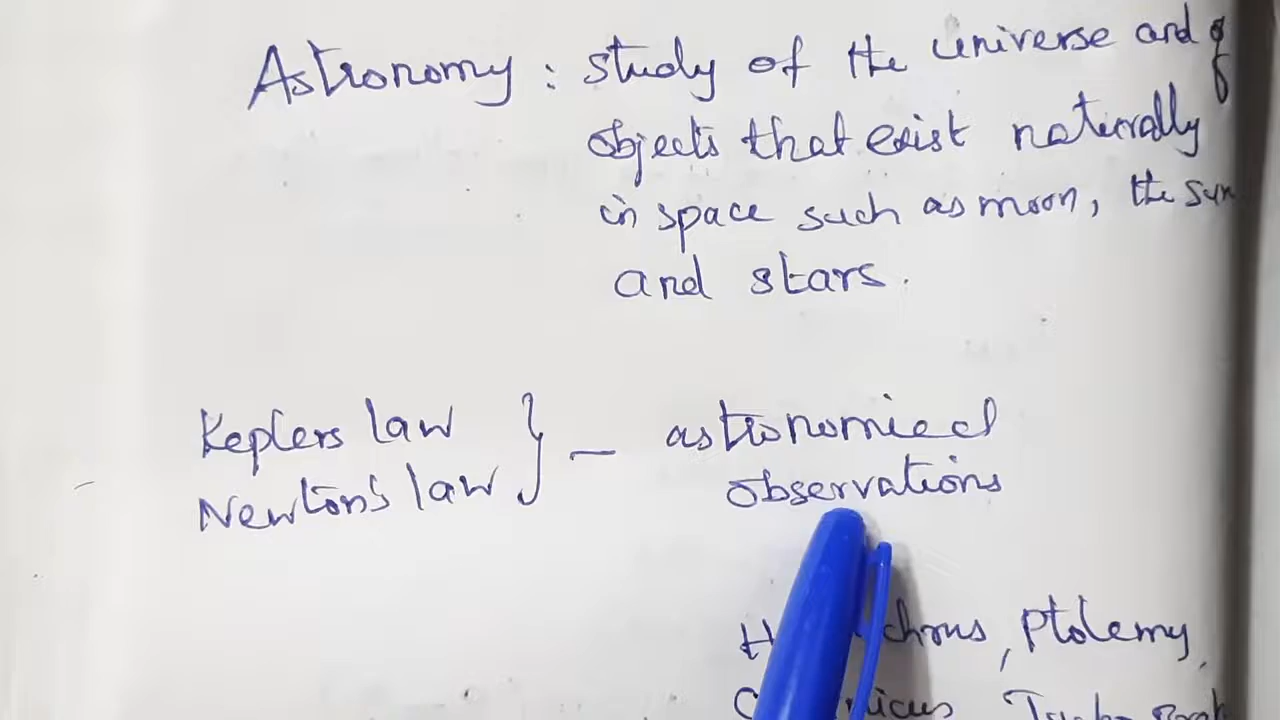 Astronomy : study of the universe and of
objects that exist naturally
in space such as moon, the sun
and stars.
Keplers law
Newton's law } - astronomical
observations
Ptolemy,